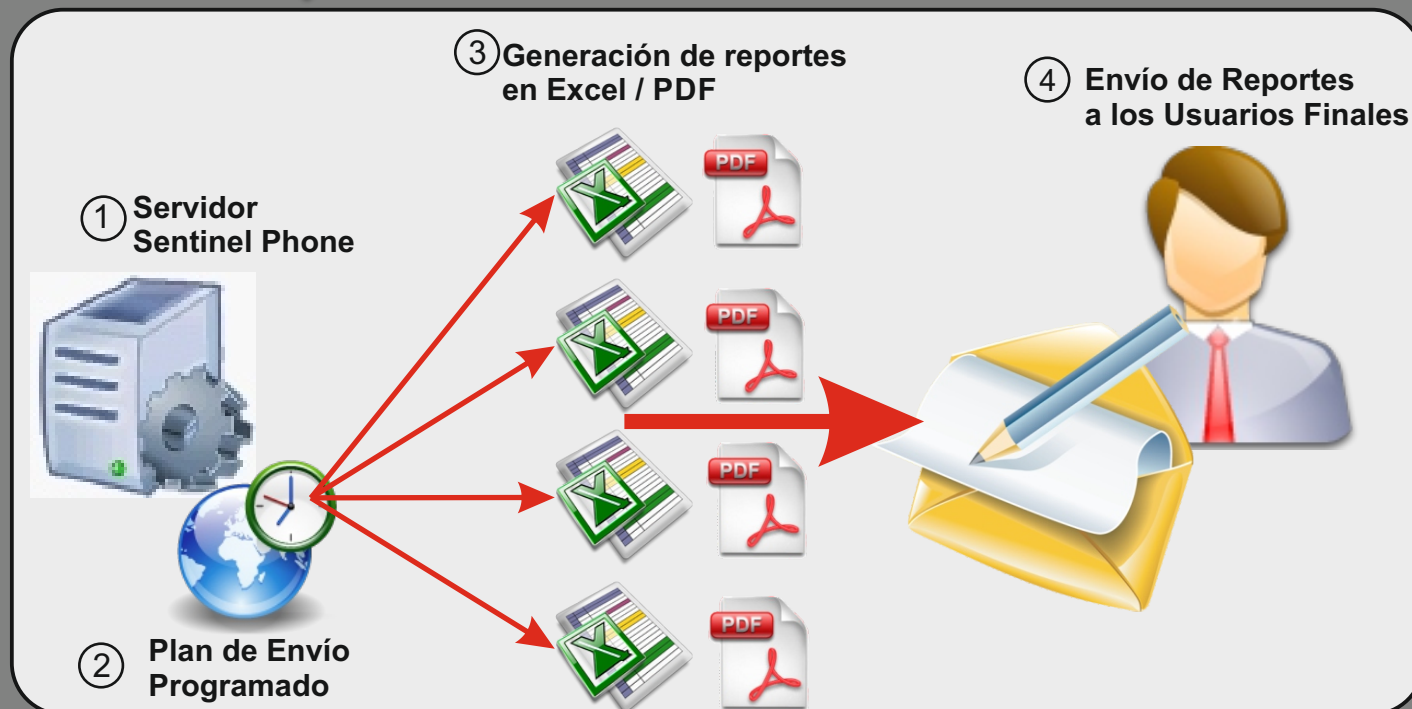 ① Servidor
Sentinel Phone
② Plan de Envío
Programado
③ Generación de reportes
en Excel / PDF
PDF
PDF
PDF
PDF
④ Envío de Reportes
a los Usuarios Finales